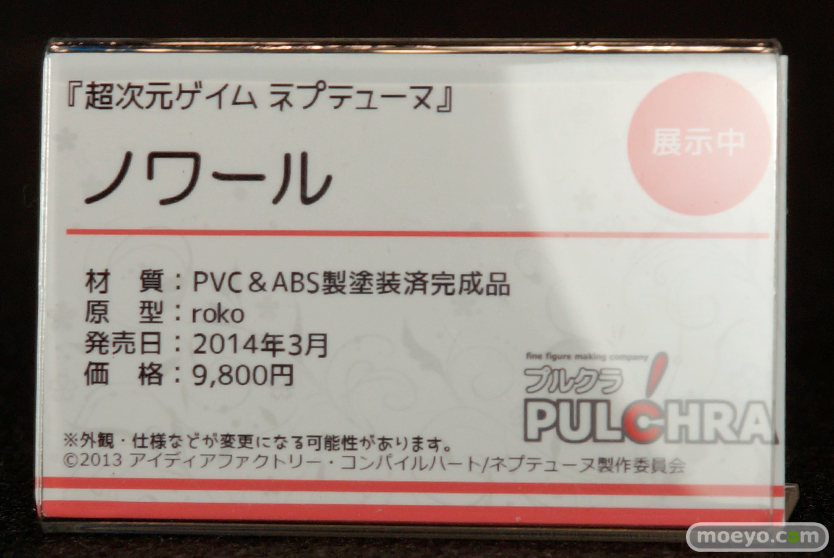 『超次元ゲイム ネプテューヌ』
展示中
ノワール
材　質：PVC＆ABS製塗装済完成品
原　型：roko
発売日：2014年3月
価　格：9,800円
fine figure making company
プルクラ
PULCHRA
※外観・仕様などが変更になる可能性があります。
©2013 アイディアファクトリー・コンパイルハート/ネプテューヌ製作委員会
moeyo.com